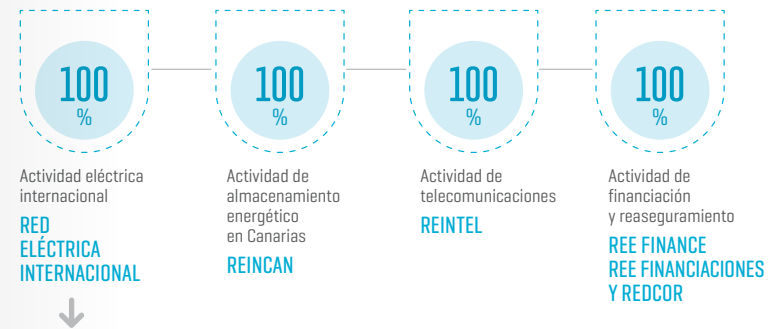 100
%
Actividad eléctrica
internacional
RED
ELÉCTRICA
INTERNACIONAL
100
%
Actividad de
almacenamiento
energético
en Canarias
REINCAN
100
%
Actividad de
telecomunicaciones
REINTEL
100
%
Actividad de
financiación
y reaseguramiento
REE FINANCE
REE FINANCIACIONES
Y REDCOR